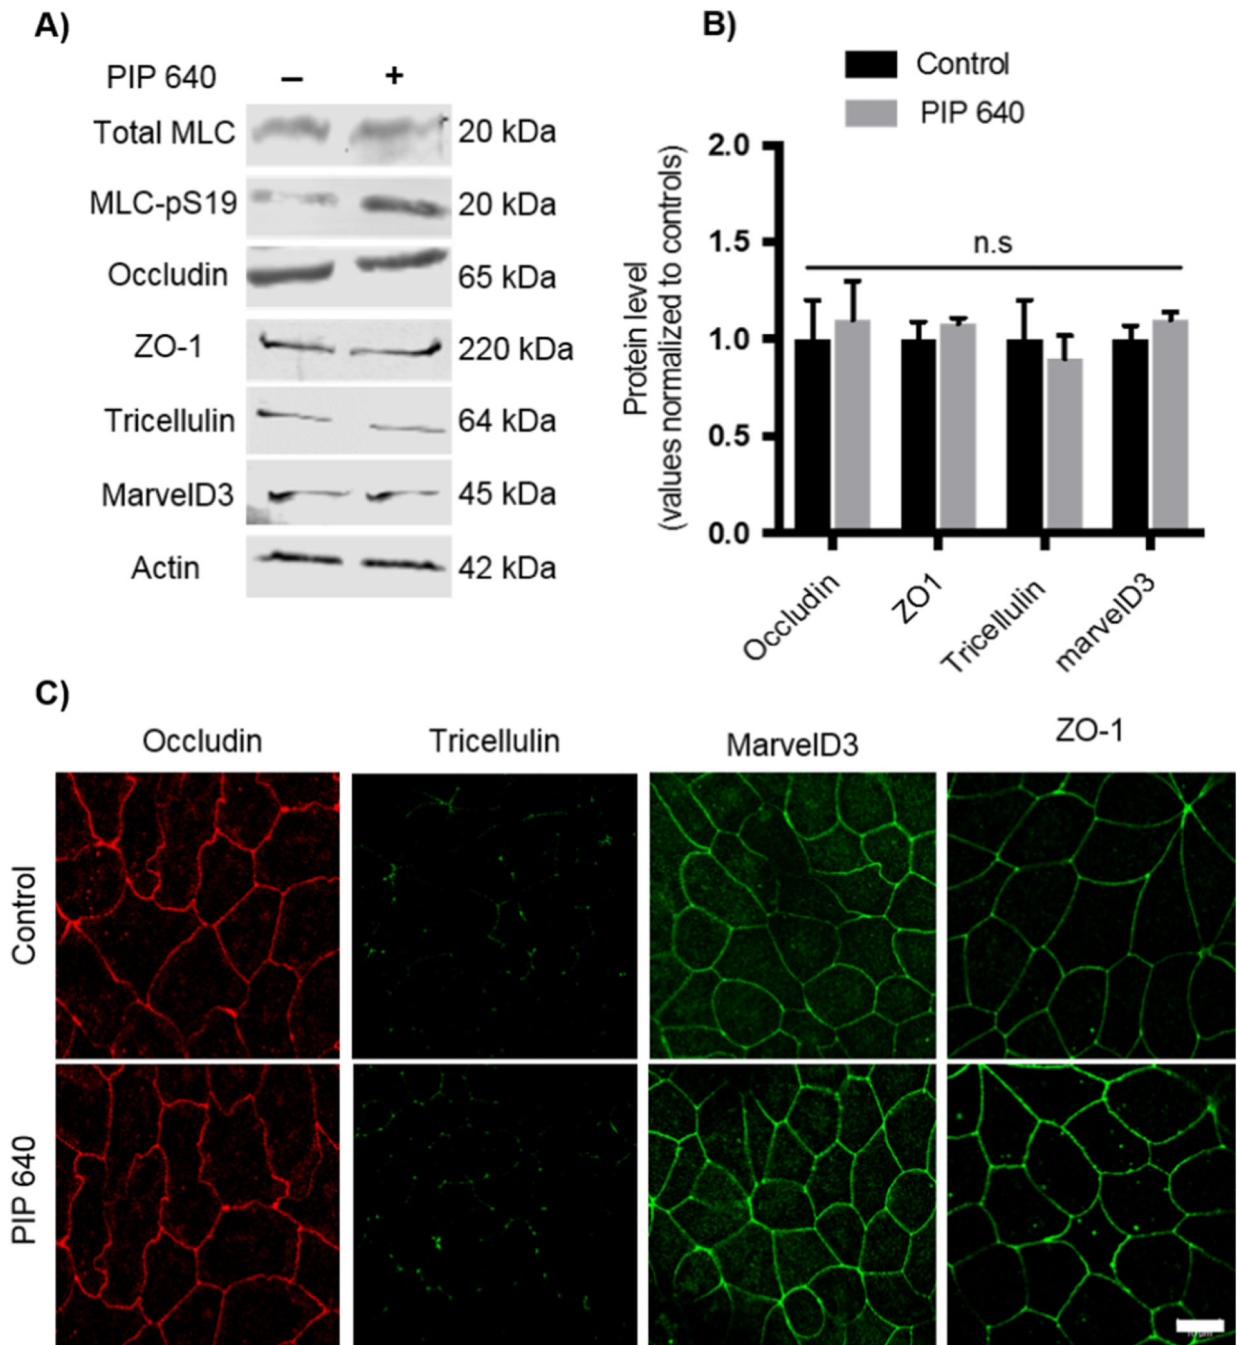 A)
PIP 640 – +
Total MLC 20 kDa
MLC-pS19 20 kDa
Occludin 65 kDa
ZO-1 220 kDa
Tricellulin 64 kDa
MarvelD3 45 kDa
Actin 42 kDa
B)
Control
PIP 640
Protein level
(values normalized to controls)
2.0
1.5
1.0
0.5
0.0
n.s
Occludin
ZO1
Tricellulin
marvelD3
C)
Occludin Tricellulin MarvelD3 ZO-1
Control
PIP 640